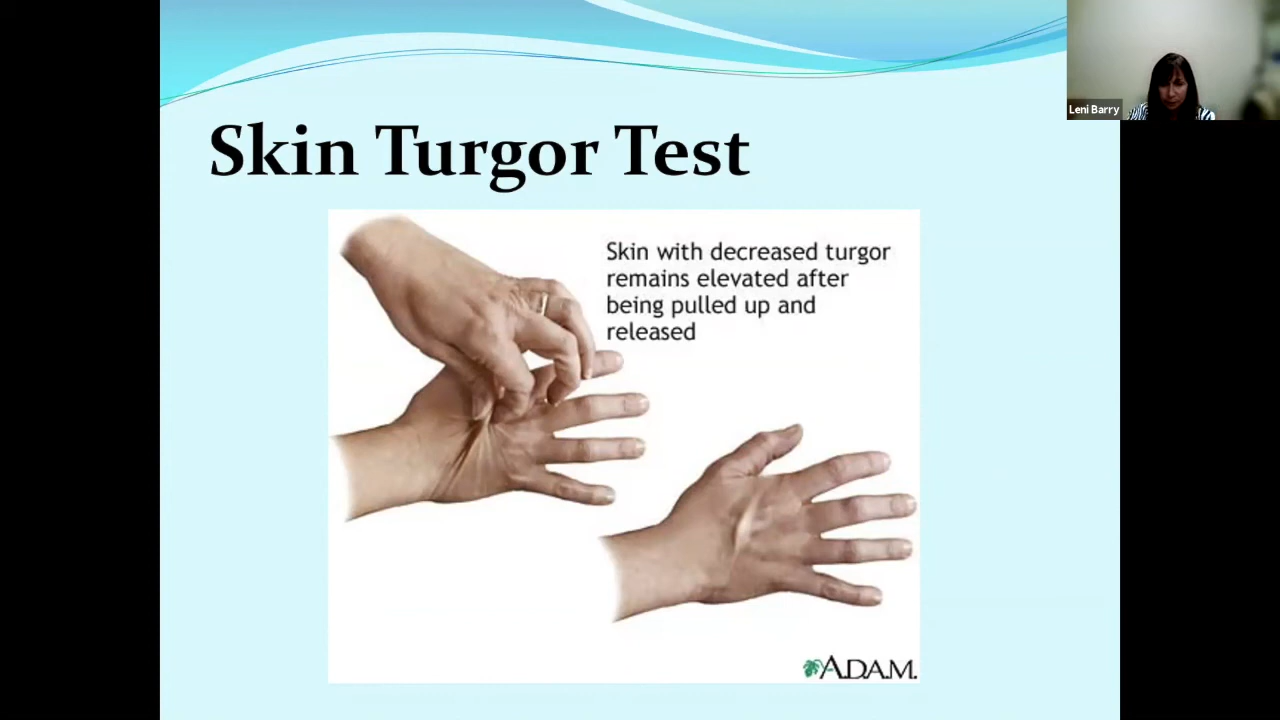 Leni Barry
Skin Turgor Test
Skin with decreased turgor
remains elevated after
being pulled up and
released
A.D.A.M.